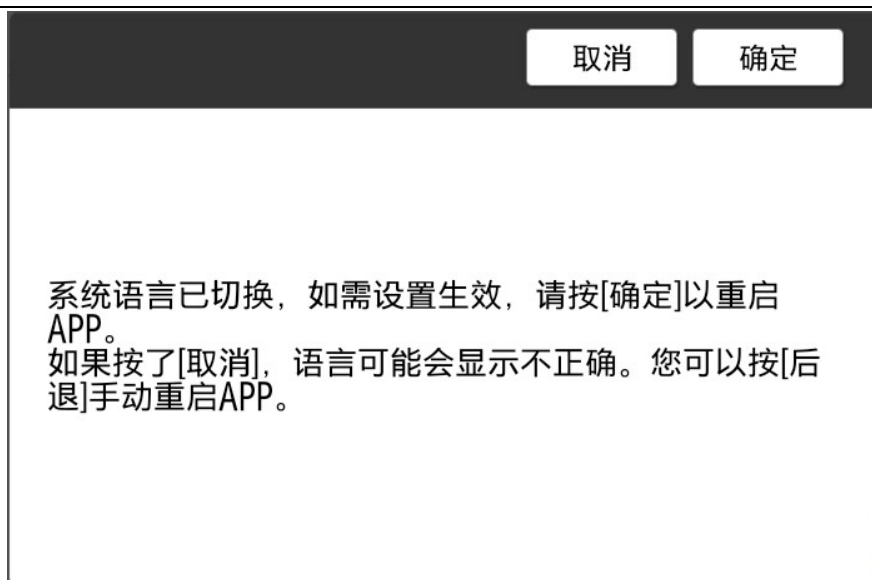 取消
确定
系统语言已切换，如需设置生效，请按[确定]以重启
APP。
如果按了[取消]，语言可能会显示不正确。您可以按[后
退]手动重启APP。